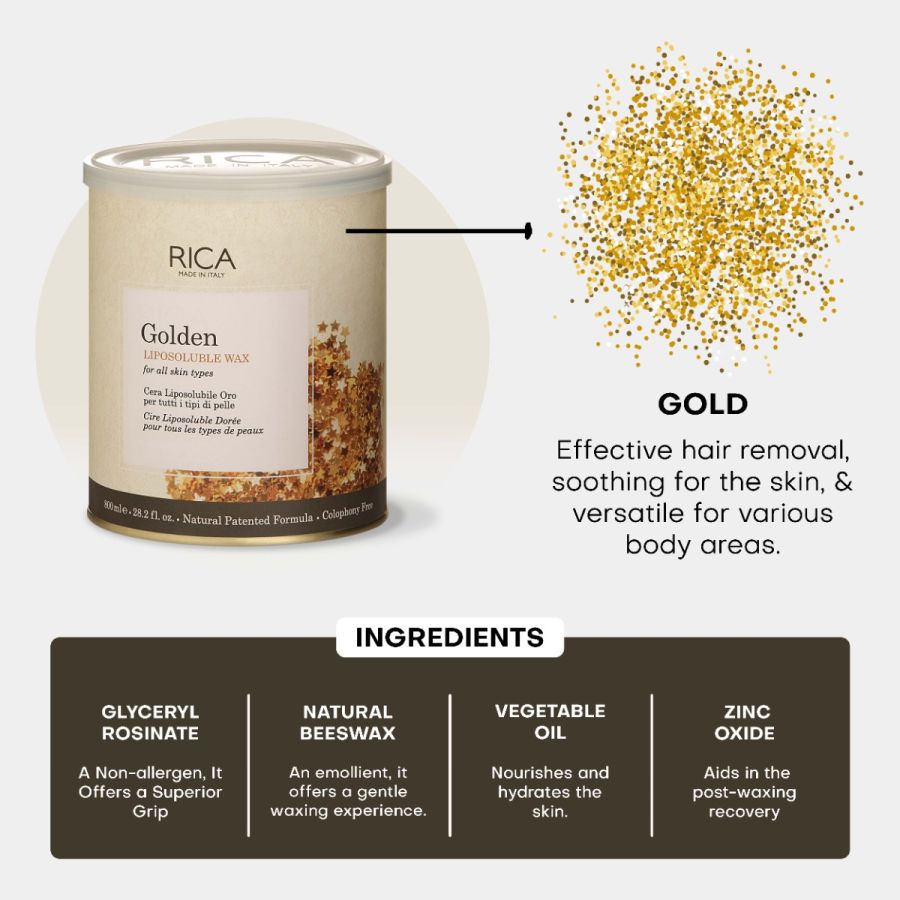 RICA
MADE IN ITALY
RICA
MADE IN ITALY
Golden
LIPOSOLUBLE WAX
for all skin types
Cera Liposolubile Oro
per tutti i tipi di pelle
Cire Liposoluble Dorée
pour tous les types de peaux
800 ml e • 28.2 fl. oz. • Natural Patented Formula • Colophony Free
GOLD
Effective hair removal,
soothing for the skin, &
versatile for various
body areas.
INGREDIENTS
GLYCERYL
ROSINATE
A Non-allergen, It
Offers a Superior
Grip
NATURAL
BEESWAX
An emollient, it
offers a gentle
waxing experience.
VEGETABLE
OIL
Nourishes and
hydrates the
skin.
ZINC
OXIDE
Aids in the
post-waxing
recovery